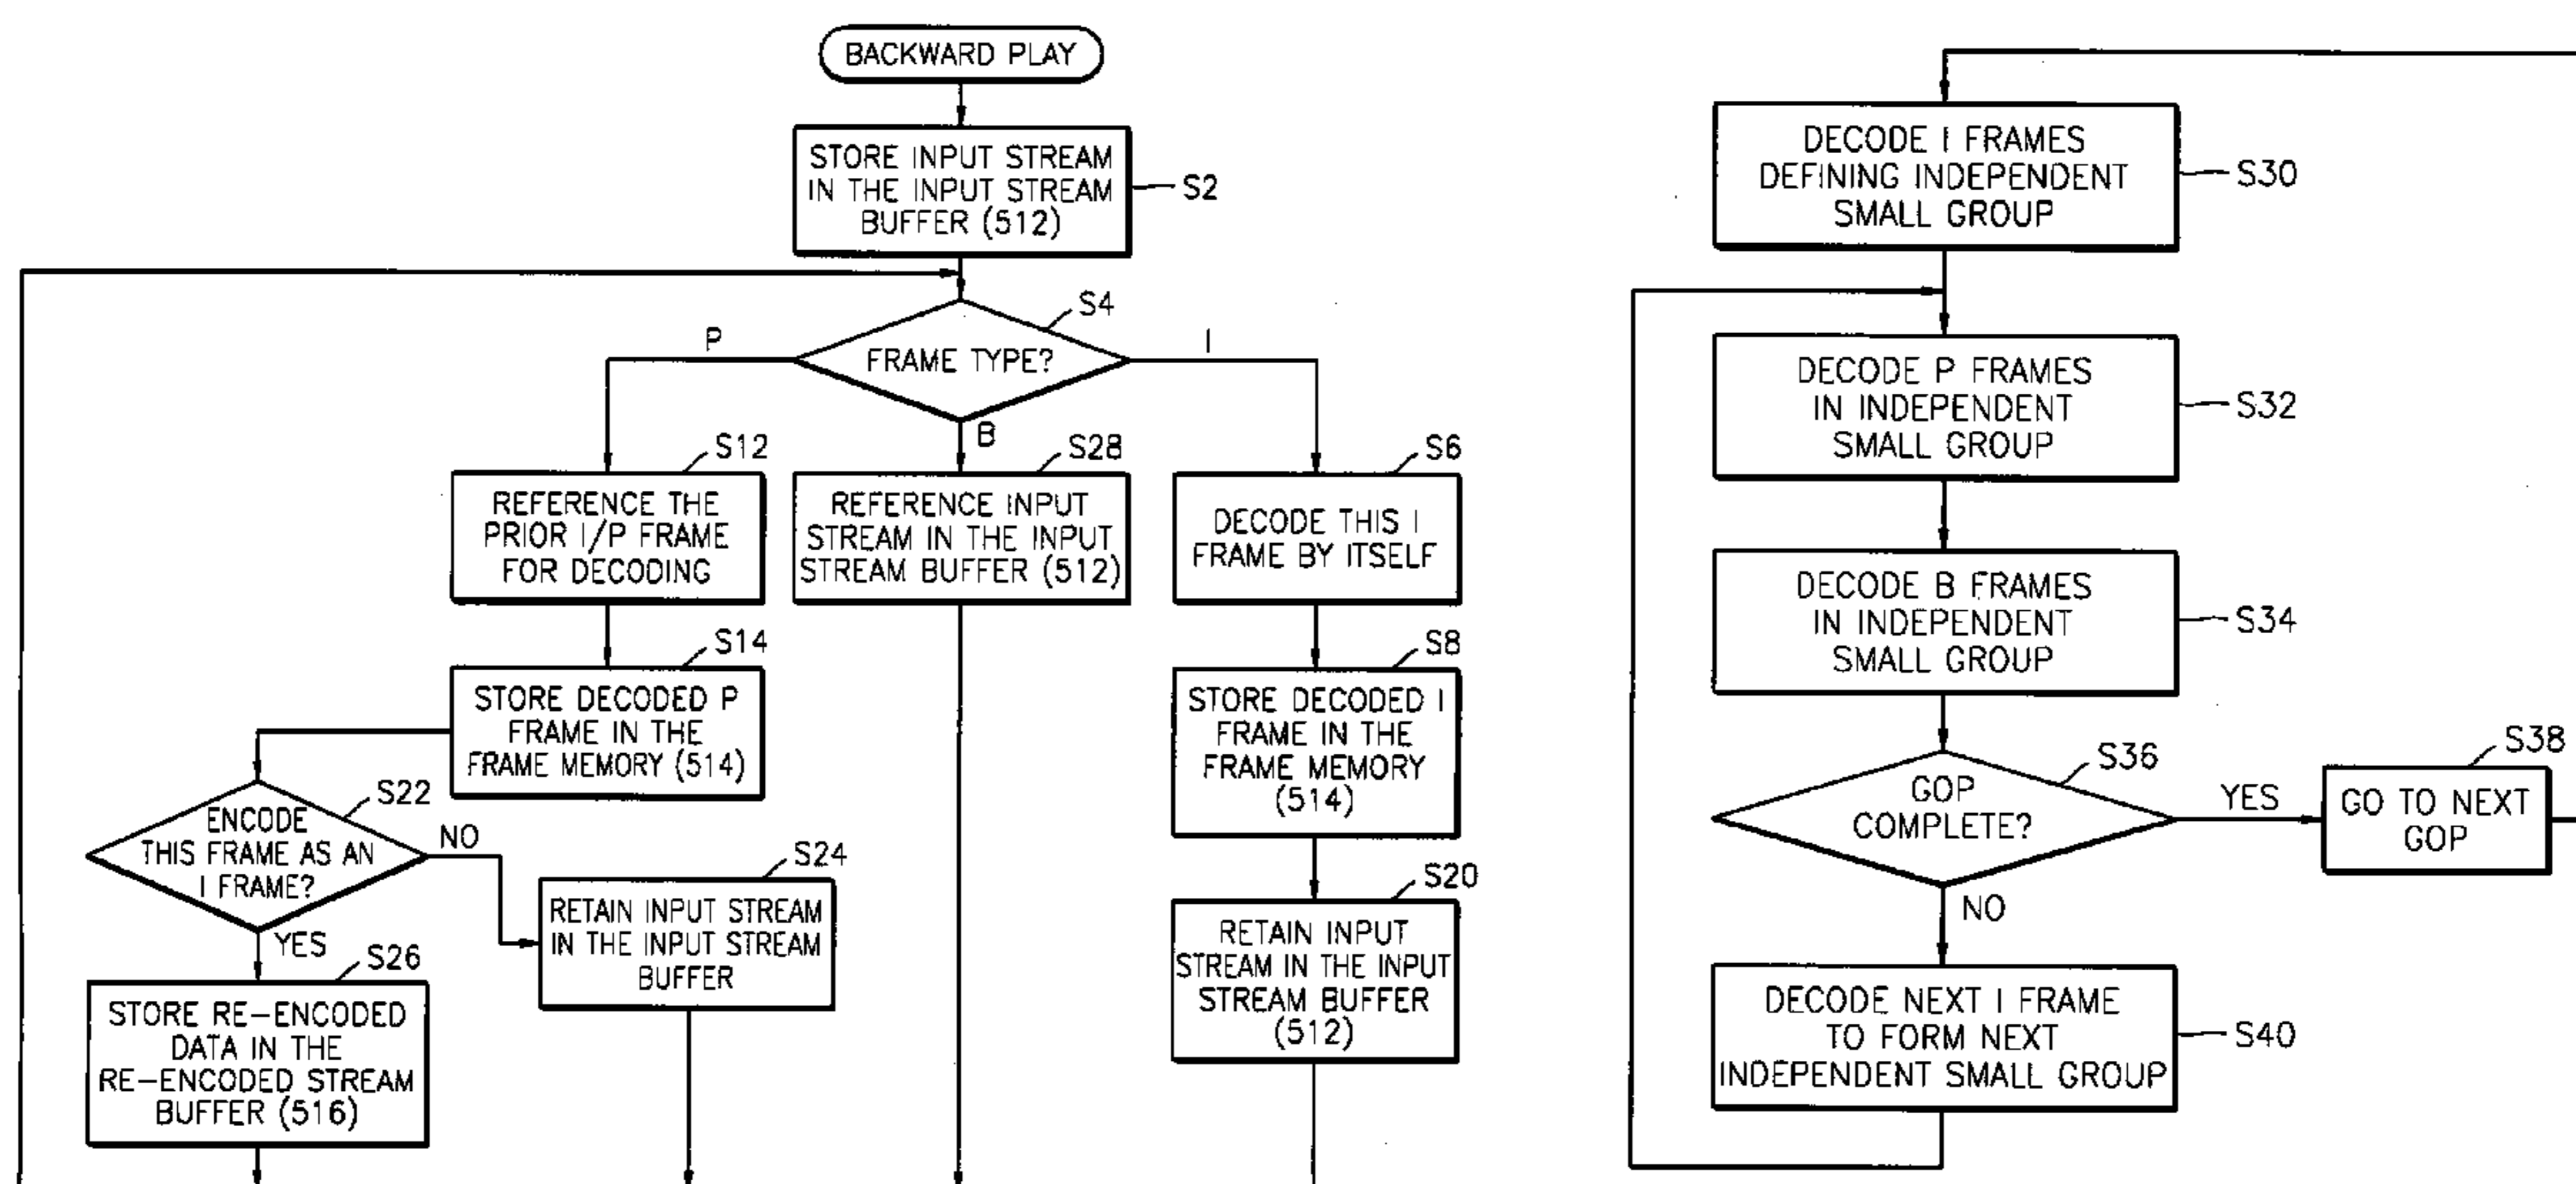 BACKWARD PLAY
STORE INPUT STREAM
IN THE INPUT STREAM
BUFFER (512)
S2
S4
FRAME TYPE?
P
I
B
S12
REFERENCE THE
PRIOR I/P FRAME
FOR DECODING
S28
REFERENCE INPUT
STREAM IN THE INPUT
STREAM BUFFER (512)
S6
DECODE THIS I
FRAME BY ITSELF
S14
STORE DECODED P
FRAME IN THE
FRAME MEMORY (514)
S8
STORE DECODED I
FRAME IN THE
FRAME MEMORY
(514)
S22
ENCODE
THIS FRAME AS AN
I FRAME?
NO
YES
S24
RETAIN INPUT STREAM
IN THE INPUT STREAM
BUFFER
S20
RETAIN INPUT
STREAM IN THE INPUT
STREAM BUFFER
(512)
S26
STORE RE-ENCODED
DATA IN THE
RE-ENCODED STREAM
BUFFER (516)
DECODE I FRAMES
DEFINING INDEPENDENT
SMALL GROUP
S30
DECODE P FRAMES
IN INDEPENDENT
SMALL GROUP
S32
DECODE B FRAMES
IN INDEPENDENT
SMALL GROUP
S34
S36
GOP
COMPLETE?
YES
NO
S38
GO TO NEXT
GOP
DECODE NEXT I FRAME
TO FORM NEXT
INDEPENDENT SMALL GROUP
S40